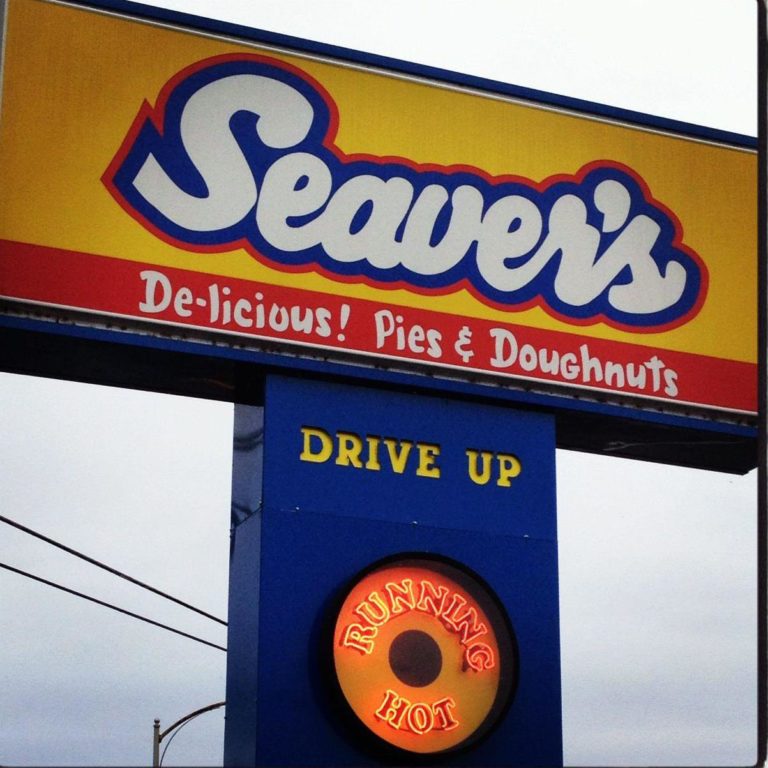 Seaver's
De-licious! Pies & Doughnuts
DRIVE UP
RUNNING
HOT